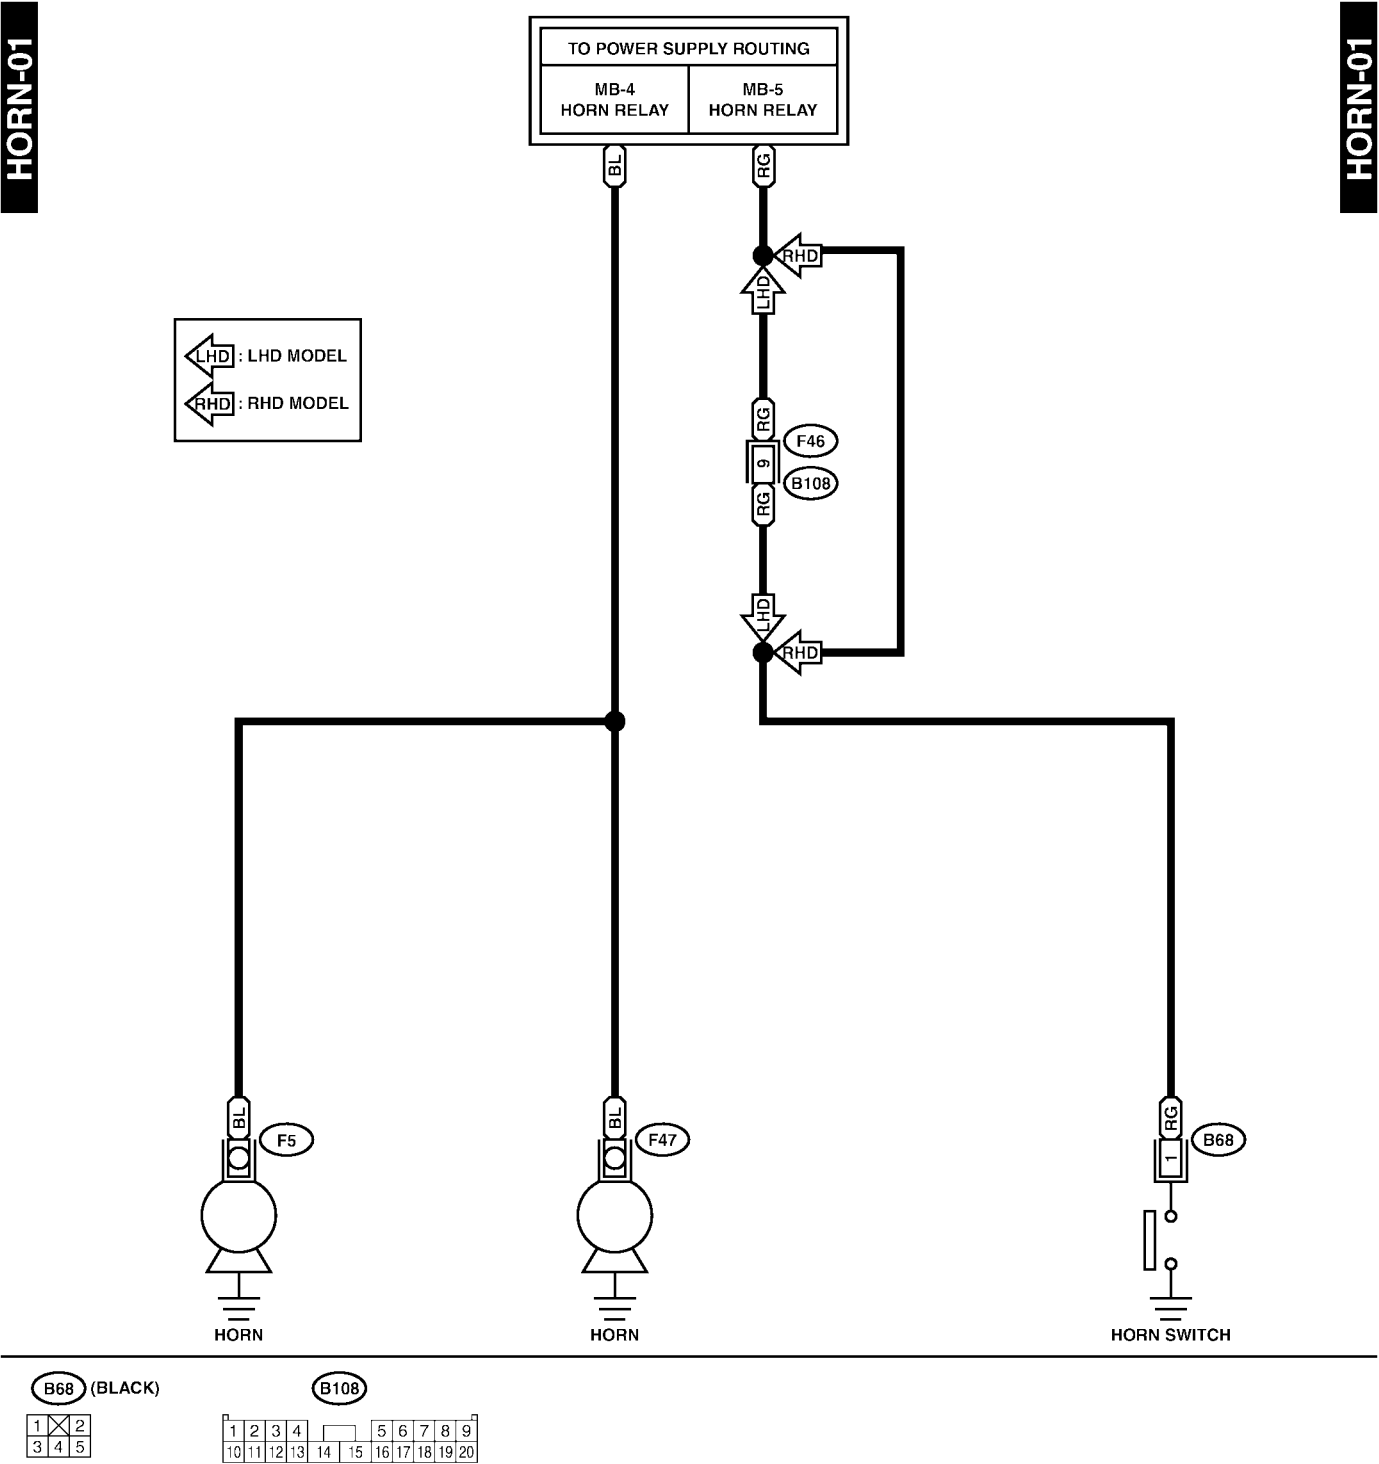 HORN-01
HORN-01
TO POWER SUPPLY ROUTING
MB-4
HORN RELAY
MB-5
HORN RELAY
BL
RG
RHD
LHD
LHD : LHD MODEL
RHD : RHD MODEL
RG
F46
9
B108
RG
LHD
RHD
BL
F5
BL
F47
RG
B68
1
HORN
HORN
HORN SWITCH
B68 (BLACK)
B108
1 2
3 4 5
1 2 3 4 5 6 7 8 9
10 11 12 13 14 15 16 17 18 19 20